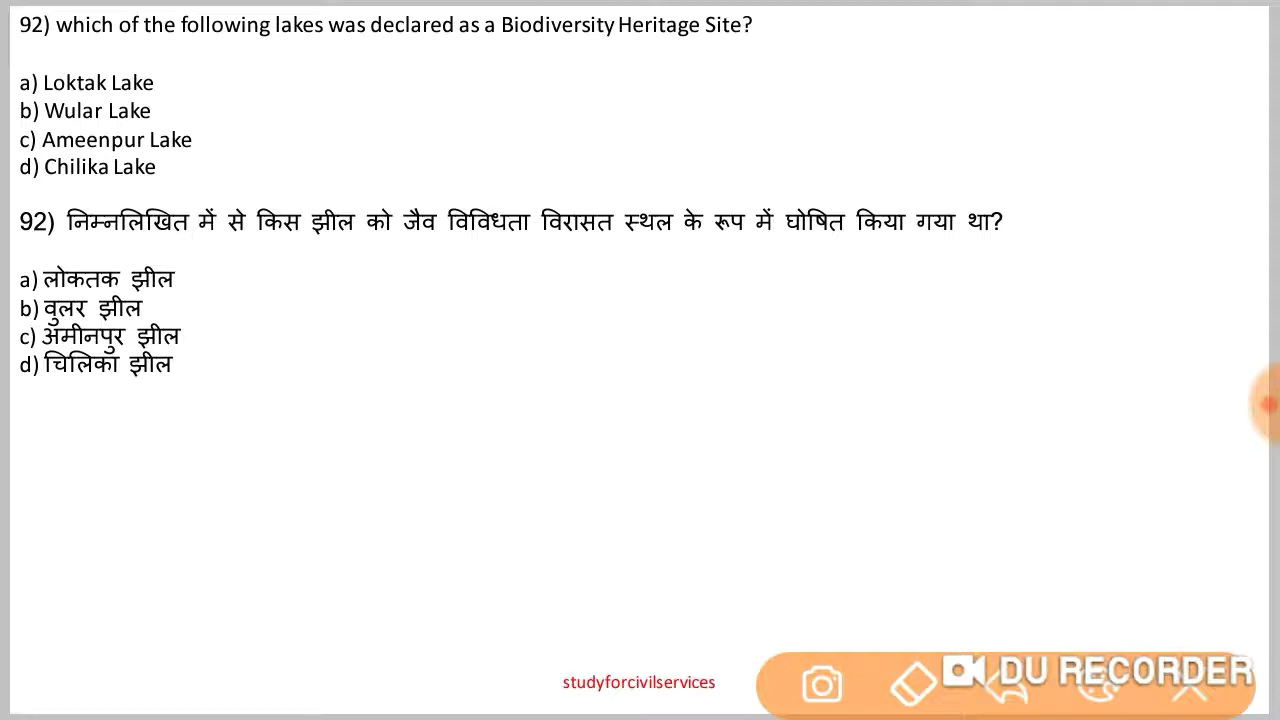 92) which of the following lakes was declared as a Biodiversity Heritage Site?
a) Loktak Lake
b) Wular Lake
c) Ameenpur Lake
d) Chilika Lake
92) निम्नलिखित में से किस झील को जैव विविधता विरासत स्थल के रूप में घोषित किया गया था?
a) लोकतक झील
b) वुलर झील
c) अमीनपुर झील
d) चिलिका झील
studyforcivilservices
DU RECORDER